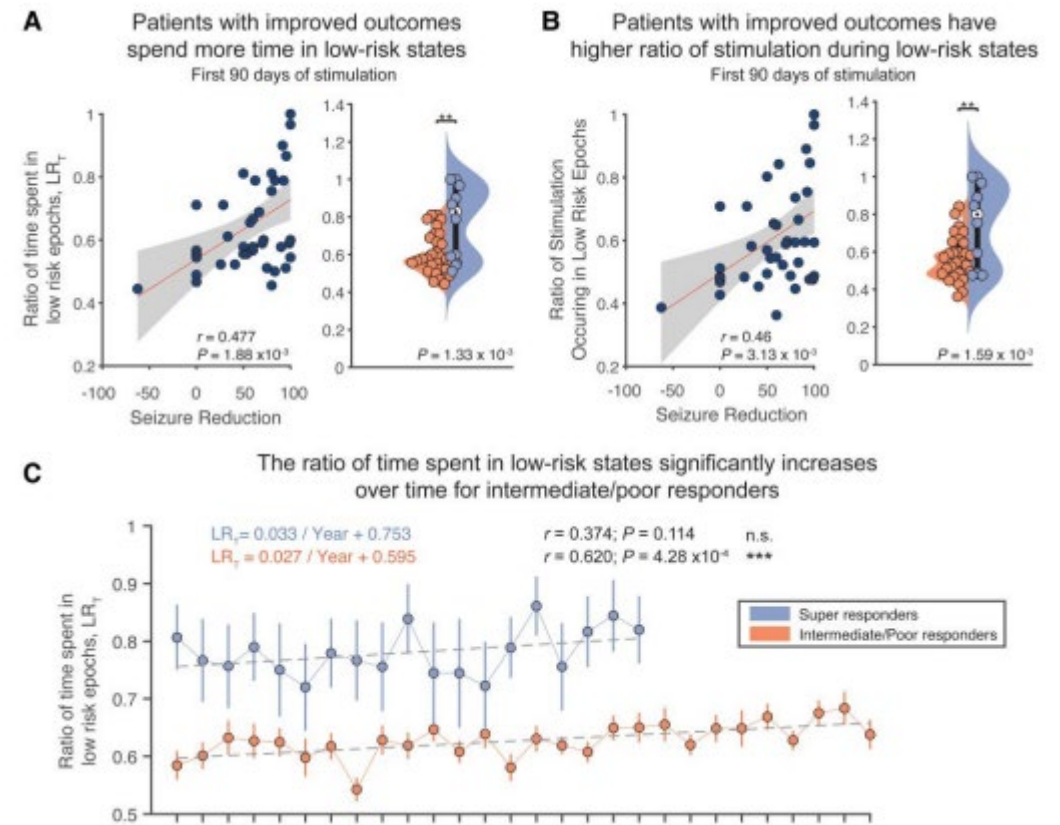 A
Patients with improved outcomes
spend more time in low-risk states
First 90 days of stimulation
Ratio of time spent in
low risk epochs, LR_T
1
0.8
0.6
0.4
0.2
-100 -50 0 50 100
Seizure Reduction
r = 0.477
P = 1.88 x10⁻³
1.4
1.2
1
0.8
0.6
0.4
0.2
0
**
P = 1.33 x 10⁻³
B
Patients with improved outcomes have
higher ratio of stimulation during low-risk states
First 90 days of stimulation
Ratio of Stimulation
Occuring in Low Risk Epochs
1
0.8
0.6
0.4
0.2
-100 -50 0 50 100
Seizure Reduction
r = 0.46
P = 3.13 x10⁻³
1.4
1.2
1
0.8
0.6
0.4
0.2
0
**
P = 1.59 x 10⁻³
C
The ratio of time spent in low-risk states significantly increases
over time for intermediate/poor responders
Ratio of time spent in
low risk epochs, LR_T
1
0.9
0.8
0.7
0.6
0.5
LR_T= 0.033 / Year + 0.753
r = 0.374; P = 0.114 n.s.
LR_T = 0.027 / Year + 0.595
r = 0.620; P = 4.28 x10⁻⁴ ***
Super responders
Intermediate/Poor responders